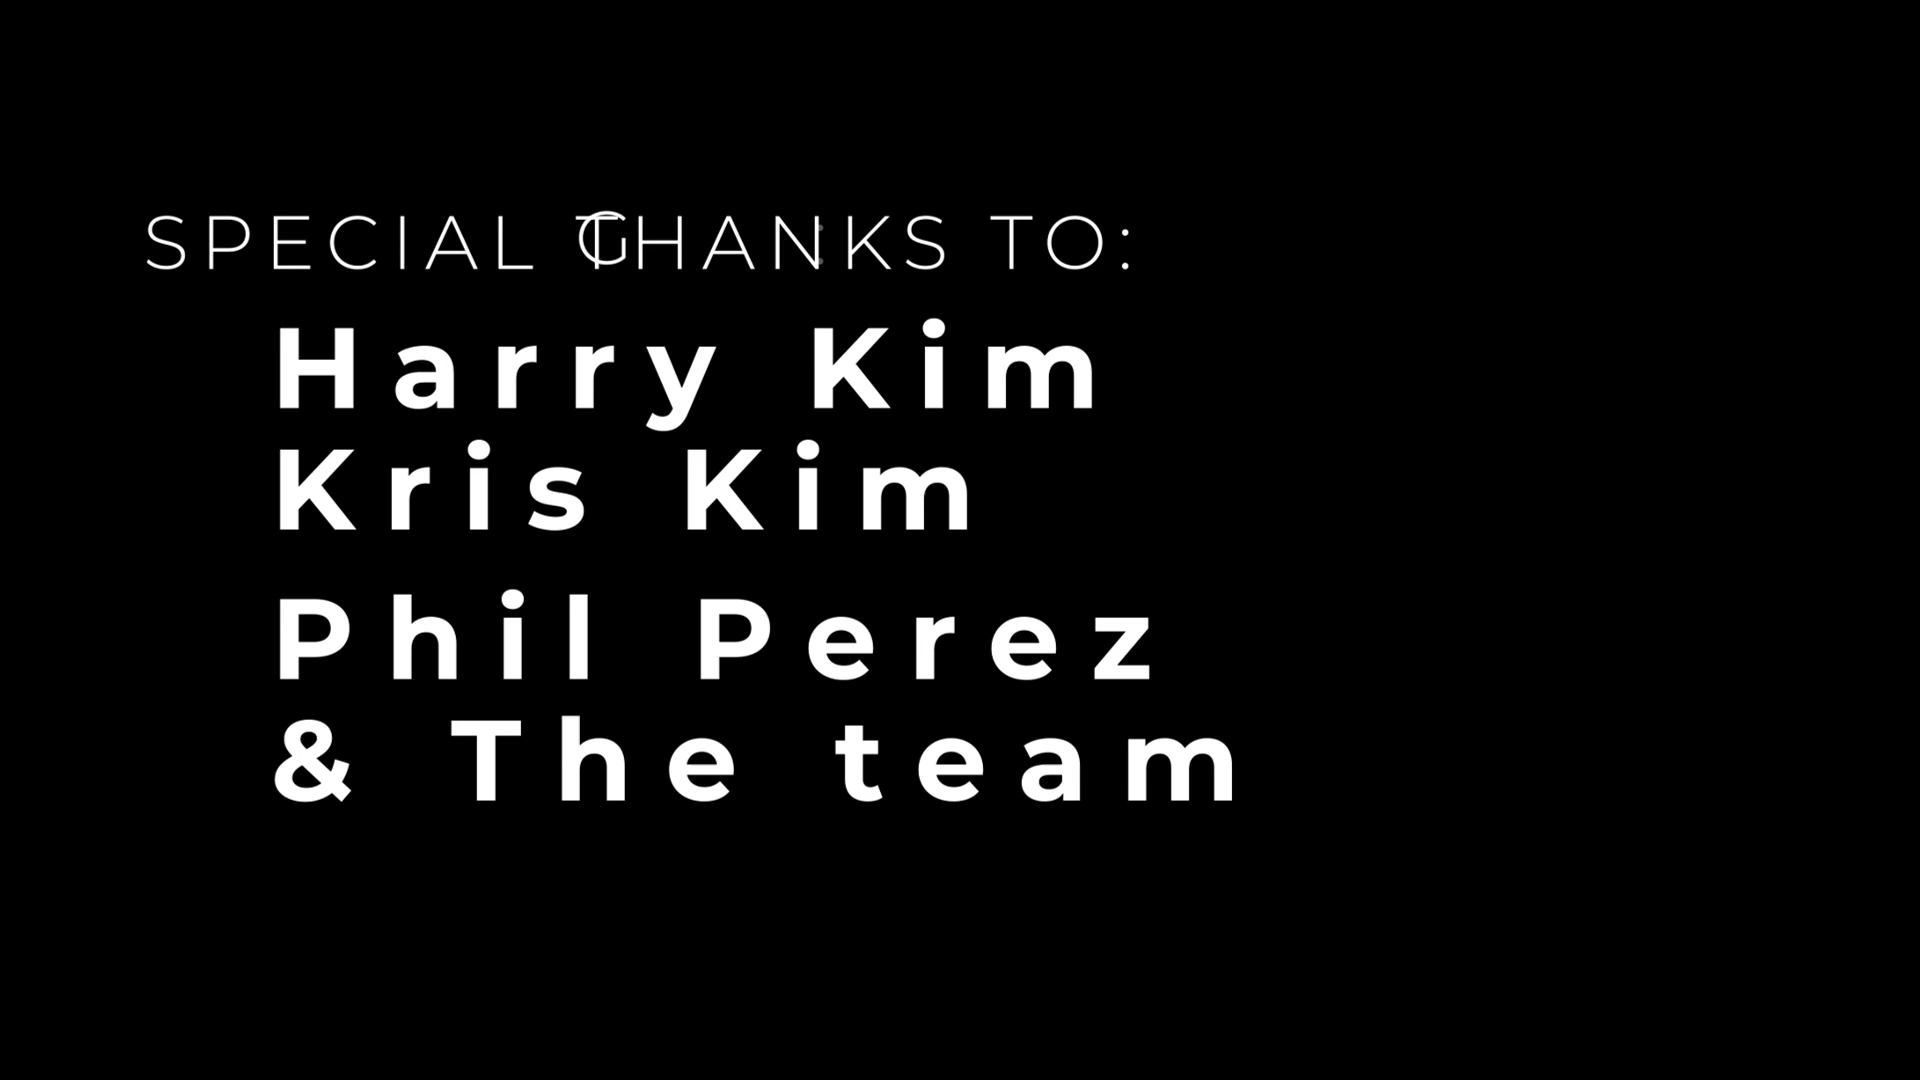 SPECIAL THANKS TO:
Harry Kim
Kris Kim
Phil Perez
& The team